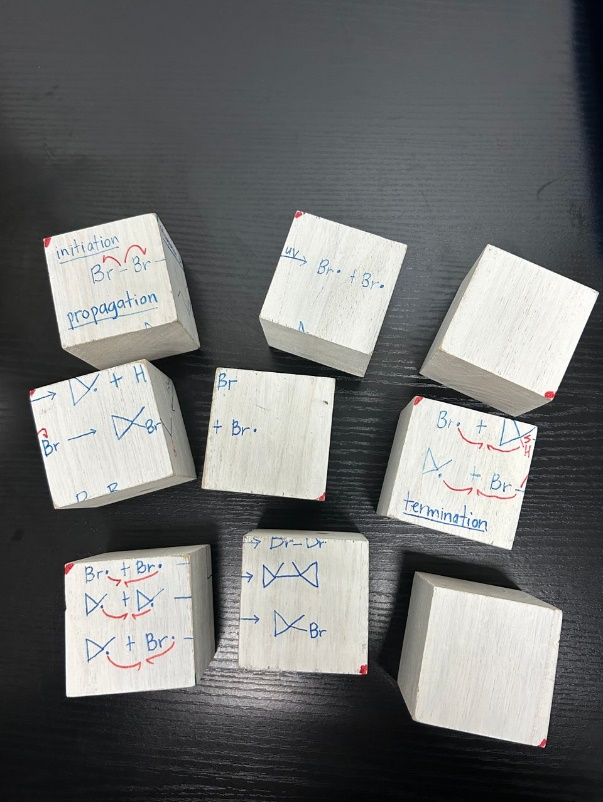 initiation
Br-Br-
propagation
uv
→ Br• + Br•
→ • + H
Br → Br
Br
+ Br•
Br• + H
• + Br-
termination
Br• + Br• -
• + • -
• + Br• -
→ Br-Br
→
→ Br